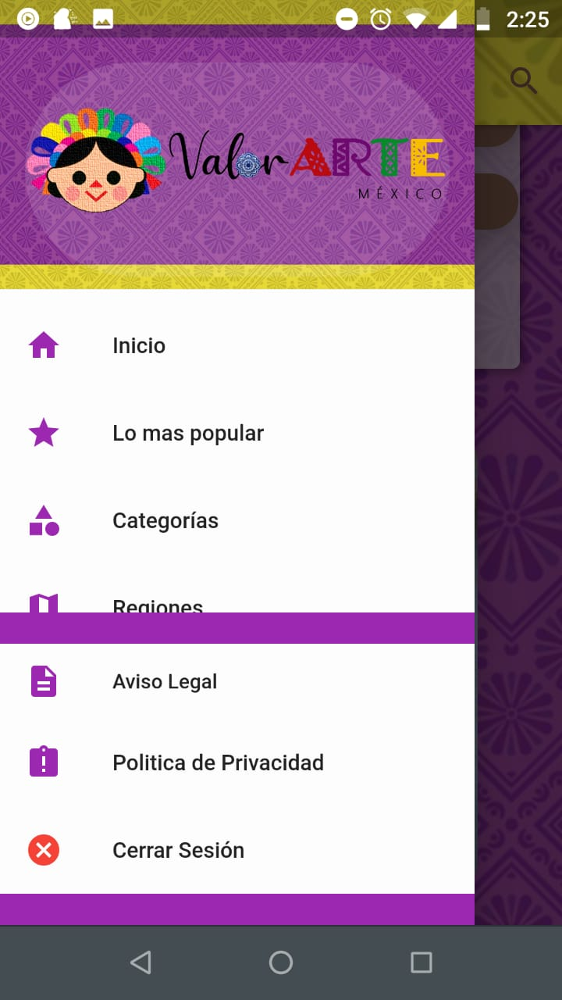 2:25
ValorARTE
MÉXICO
Inicio
Lo mas popular
Categorías
Regiones
Aviso Legal
Politica de Privacidad
Cerrar Sesión